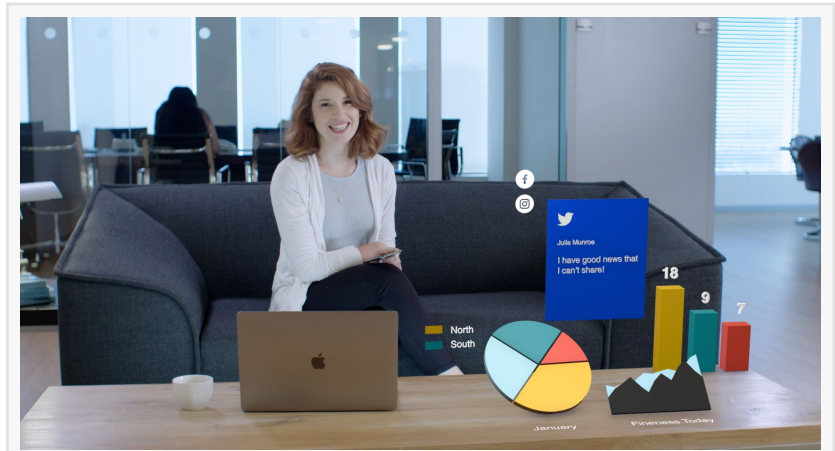 Julia Munroe
I have good news that
I can't share!
18
9
7
North
South
January
Fineness Today